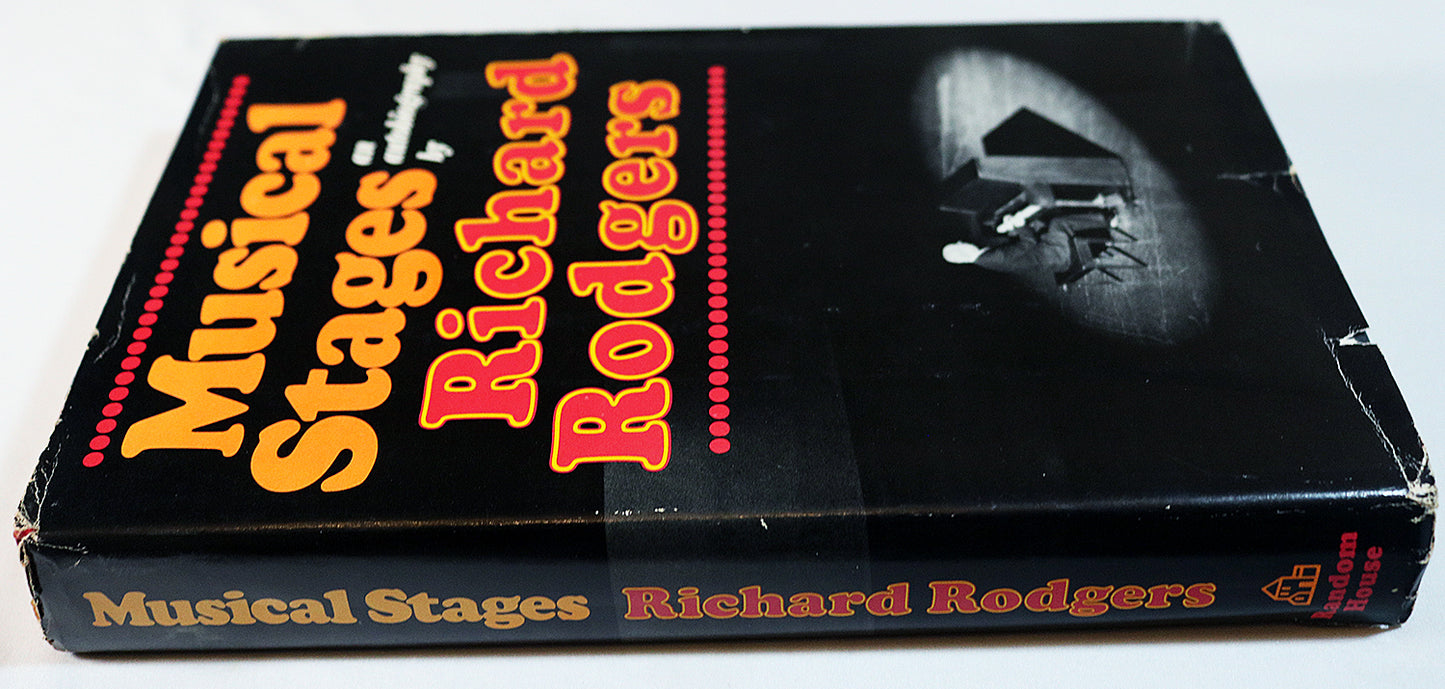 Musical
Stages
an
autobiography
by
Richard
Rodgers
Musical Stages Richard Rodgers
Random
House